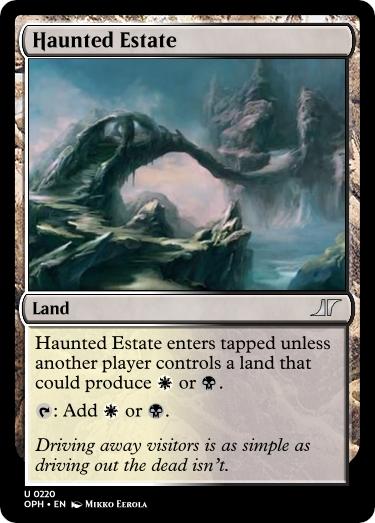 Haunted Estate
Land
Haunted Estate enters tapped unless
another player controls a land that
could produce or .
: Add or .
Driving away visitors is as simple as
driving out the dead isn't.
U 0220
OPH • EN Mikko Eerola